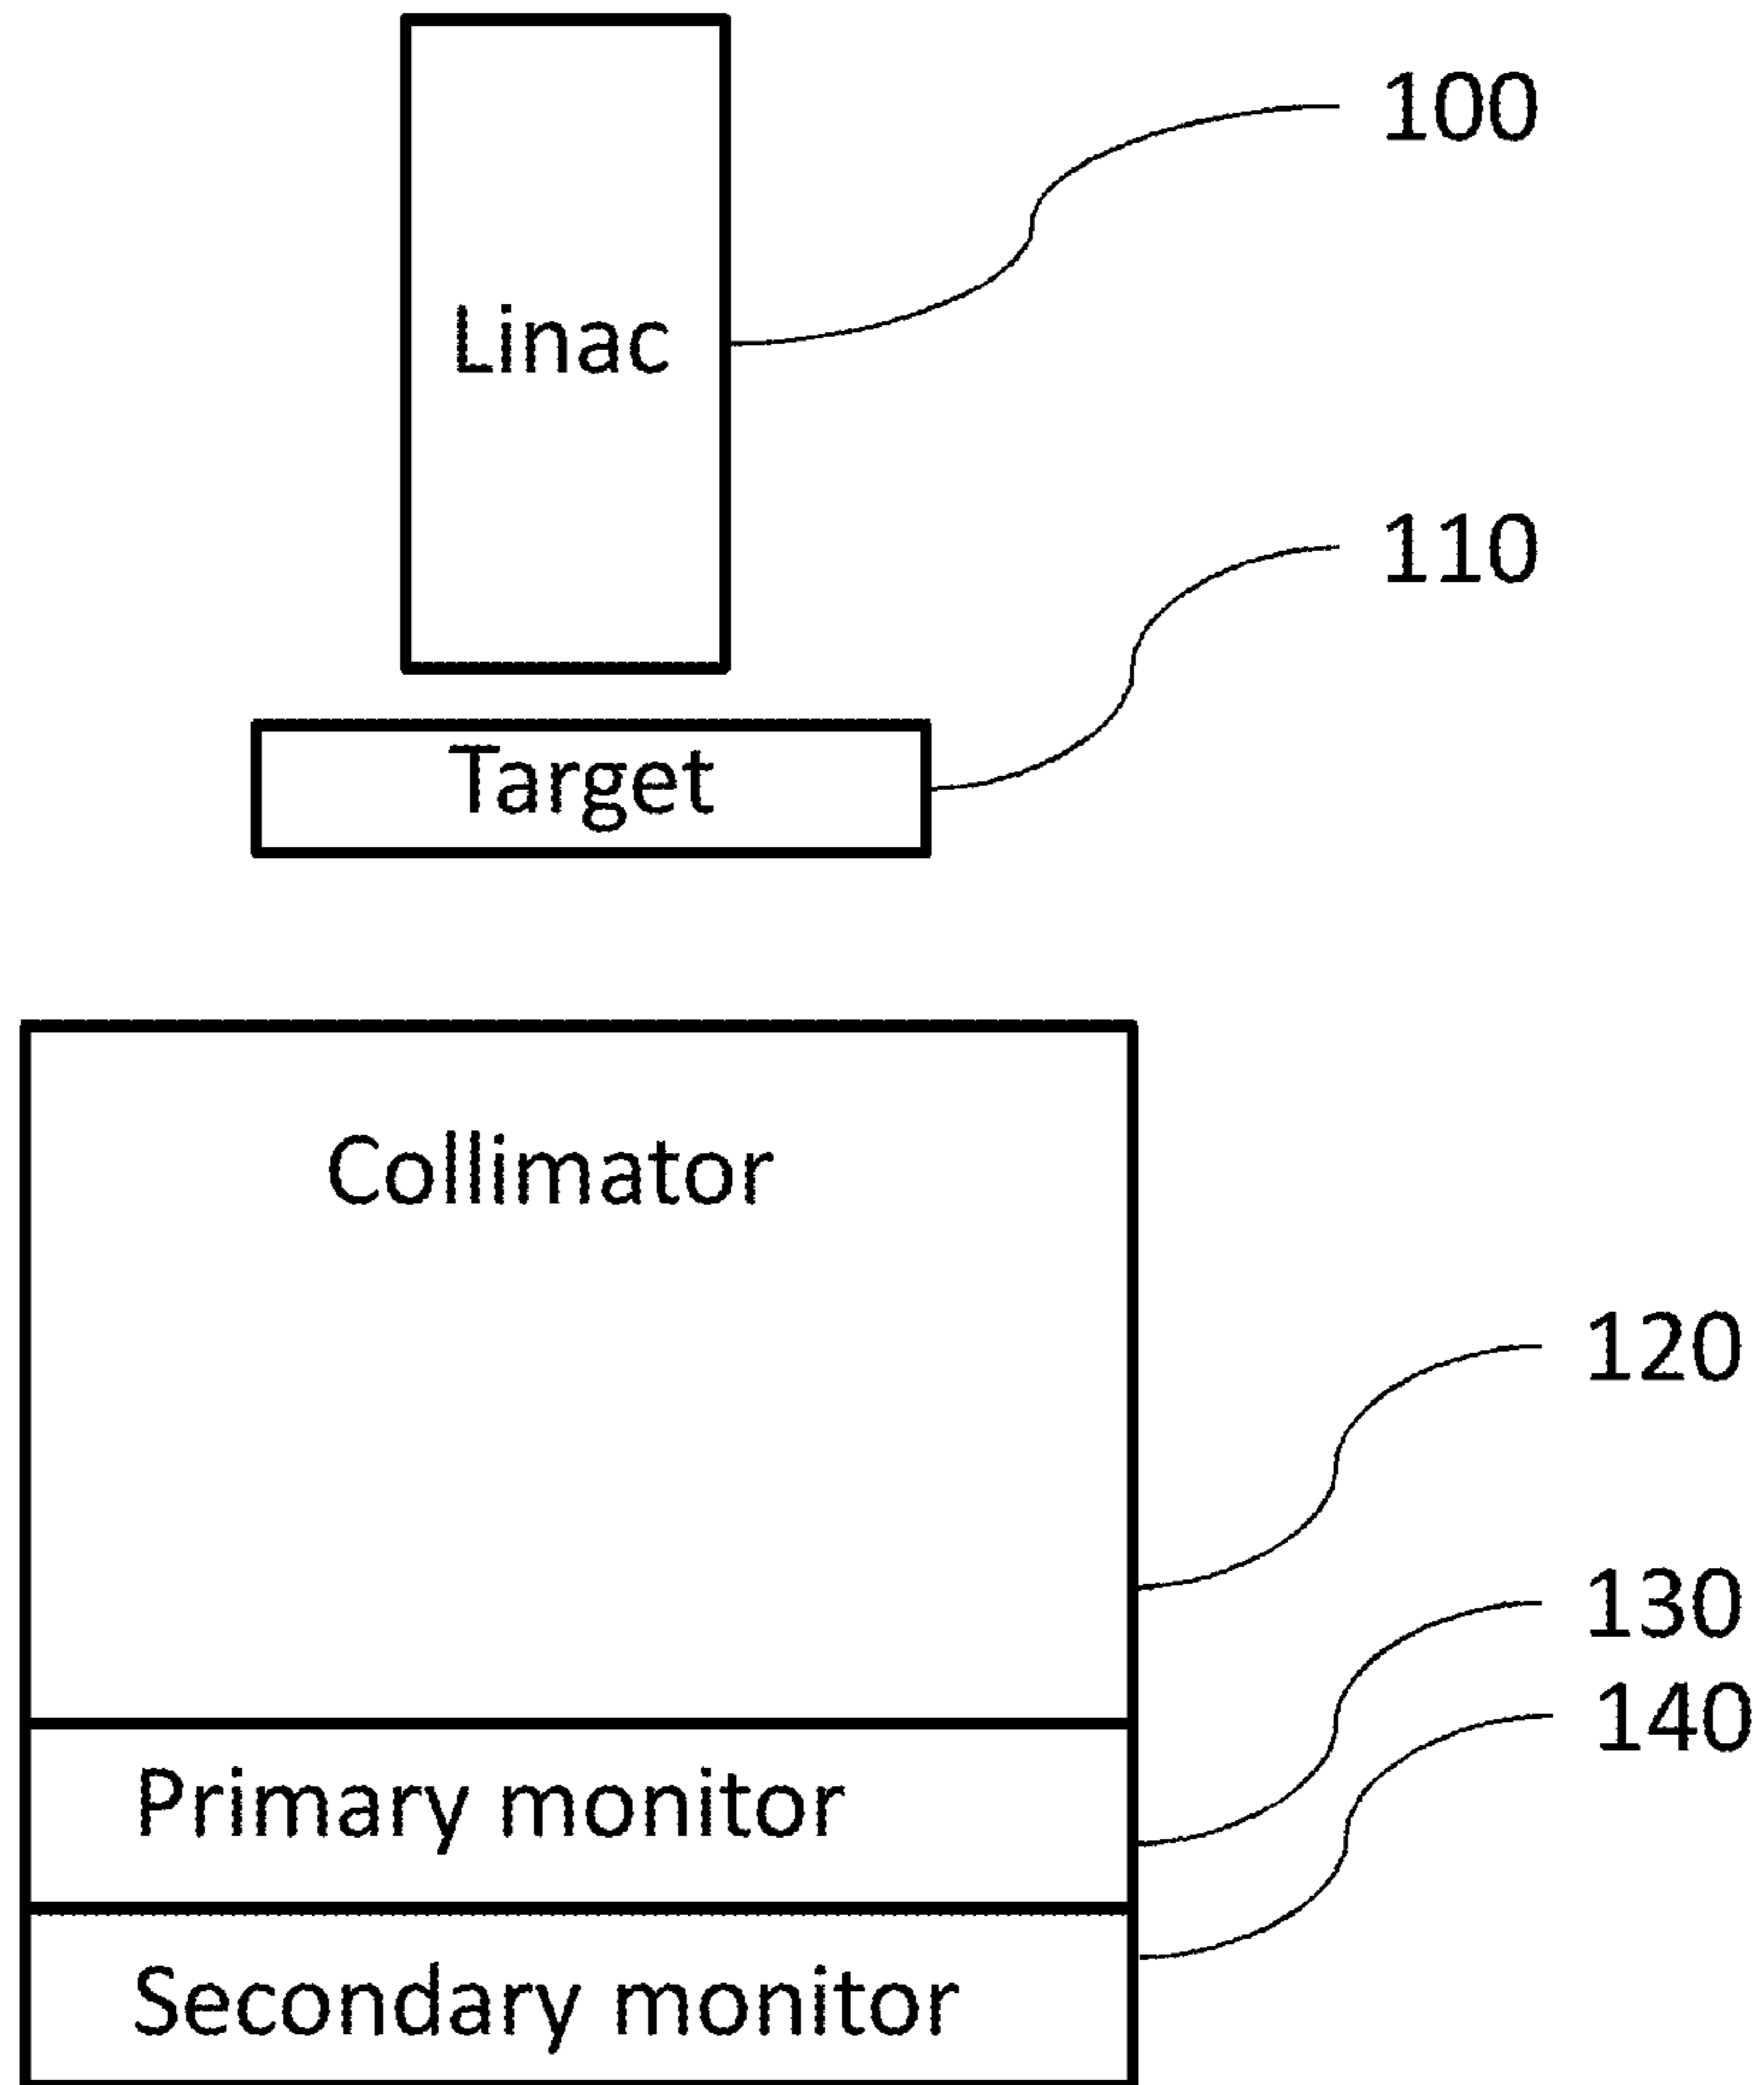 100
Linac
110
Target
Collimator
120
130
140
Primary monitor
Secondary monitor